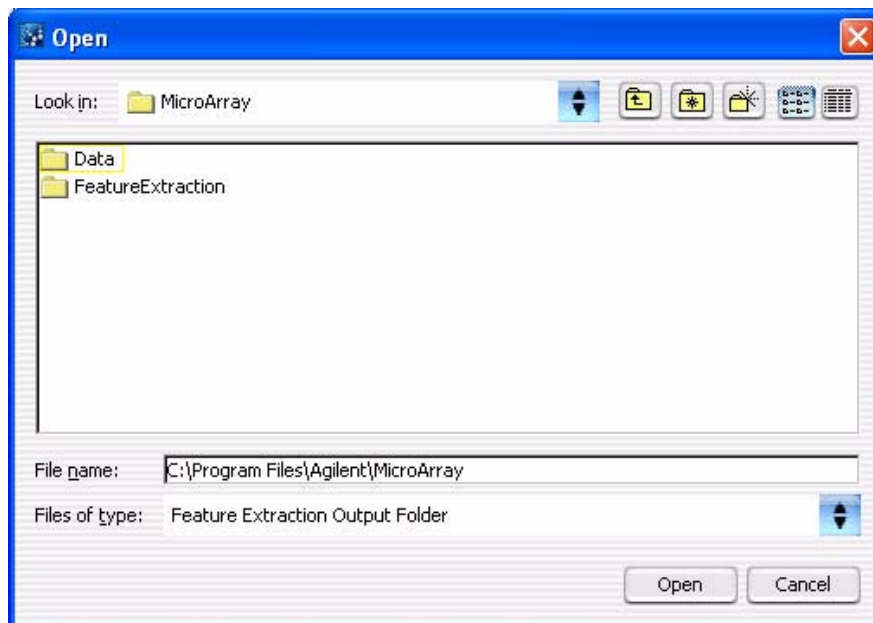 Open
Look in: MicroArray
Data
FeatureExtraction
File name: C:\Program Files\Agilent\MicroArray
Files of type: Feature Extraction Output Folder
Open Cancel